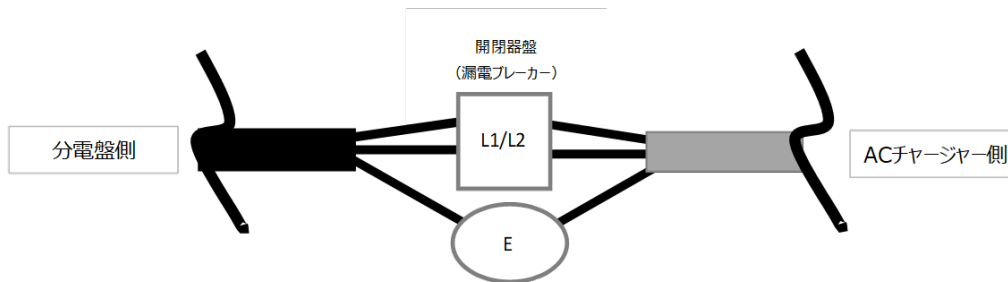 開閉器盤
（漏電ブレーカー）
分電盤側
L1/L2
ACチャージャー側
E